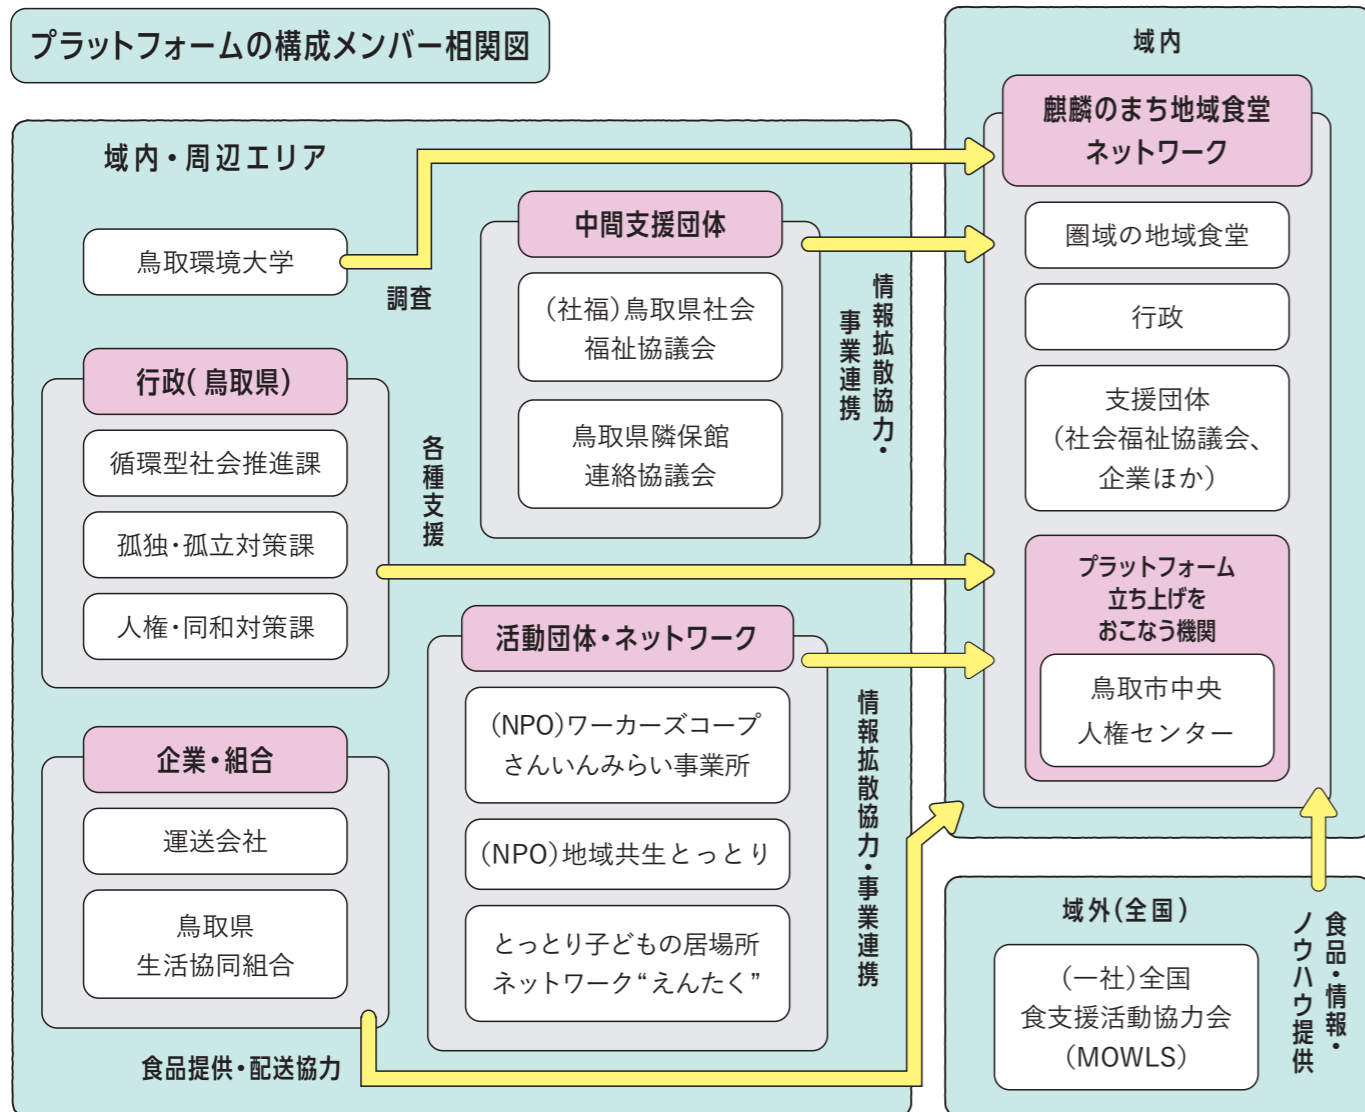 プラットフォームの構成メンバー相関図
域内・周辺エリア
鳥取環境大学
調査
行政(鳥取県)
循環型社会推進課
孤独・孤立対策課
人権・同和対策課
各種支援
企業・組合
運送会社
鳥取県
生活協同組合
食品提供・配送協力
中間支援団体
(社福)鳥取県社会
福祉協議会
鳥取県隣保館
連絡協議会
情報拡散協力・
事業連携
活動団体・ネットワーク
(NPO)ワーカーズコープ
さんいんみらい事業所
(NPO)地域共生とっとり
とっとり子どもの居場所
ネットワーク“えんたく”
情報拡散協力・事業連携
域内
麒麟のまち地域食堂
ネットワーク
圏域の地域食堂
行政
支援団体
(社会福祉協議会、
企業ほか)
プラットフォーム
立ち上げを
おこなう機関
鳥取市中央
人権センター
域外(全国)
(一社)全国
食支援活動協力会
(MOWLS)
食品・情報・
ノウハウ提供